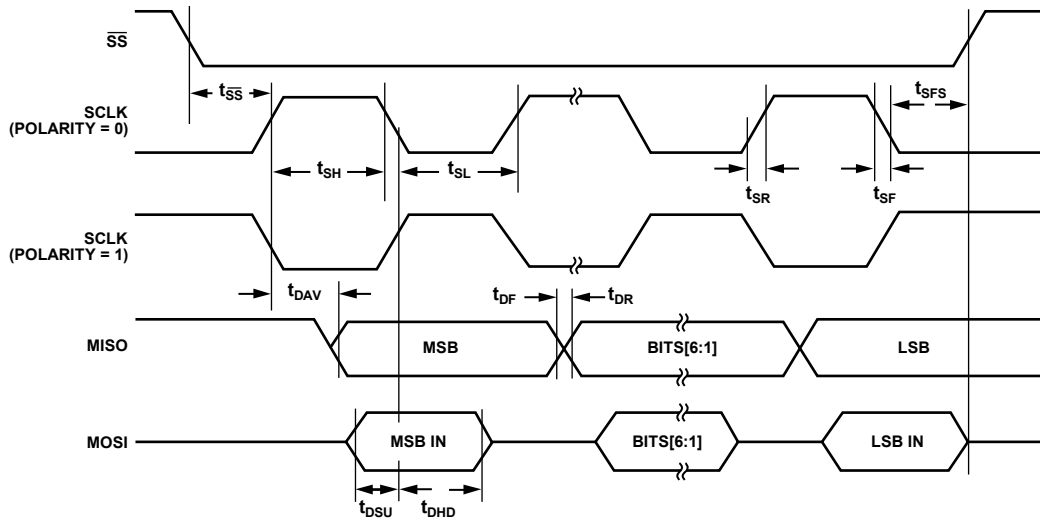 SS
tSS
tSFS
SCLK
(POLARITY = 0)
tSH
tSL
tSR
tSF
SCLK
(POLARITY = 1)
tDAV
tDF
tDR
MISO
MSB
BITS[6:1]
LSB
MOSI
MSB IN
BITS[6:1]
LSB IN
tDSU
tDHD